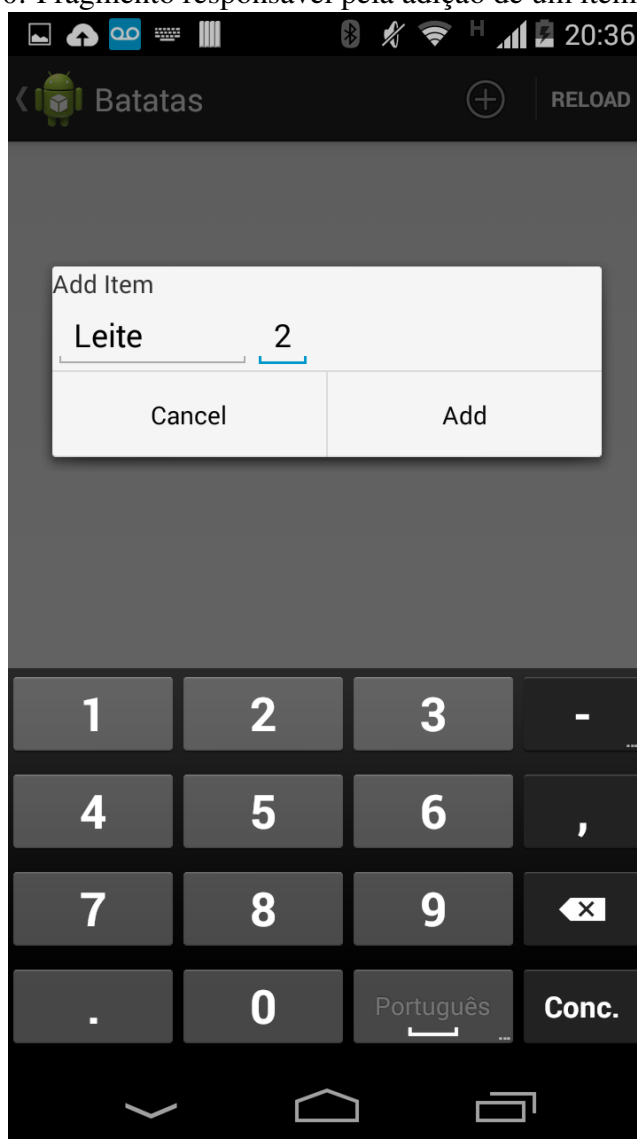 6: Fragmento responsável pela adição de um item
H 20:36
Batatas RELOAD
Add Item
Leite 2
Cancel Add
1 2 3 -
4 5 6 ,
7 8 9
. 0 Português Conc.